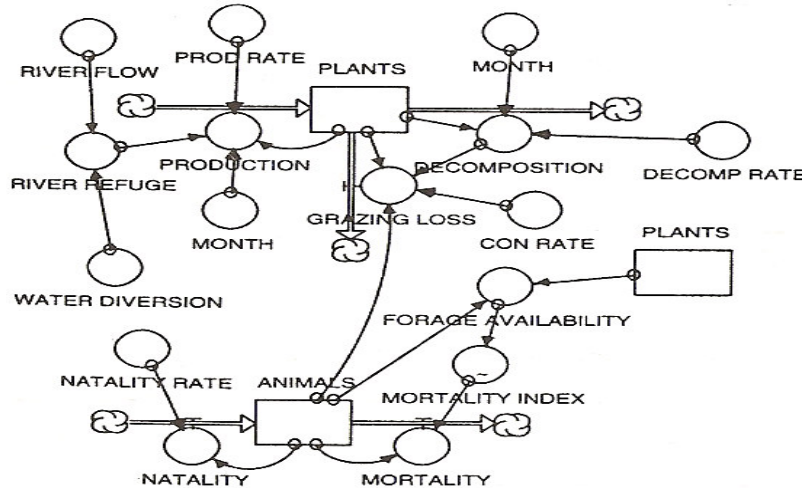 RIVER FLOW
PROD RATE
PLANTS
MONTH
RIVER REFUGE
PRODUCTION
DECOMPOSITION
DECOMP RATE
MONTH
GRAZING LOSS
CON RATE
PLANTS
WATER DIVERSION
FORAGE AVAILABILITY
NATALITY RATE
ANIMALS
MORTALITY INDEX
~
NATALITY
MORTALITY